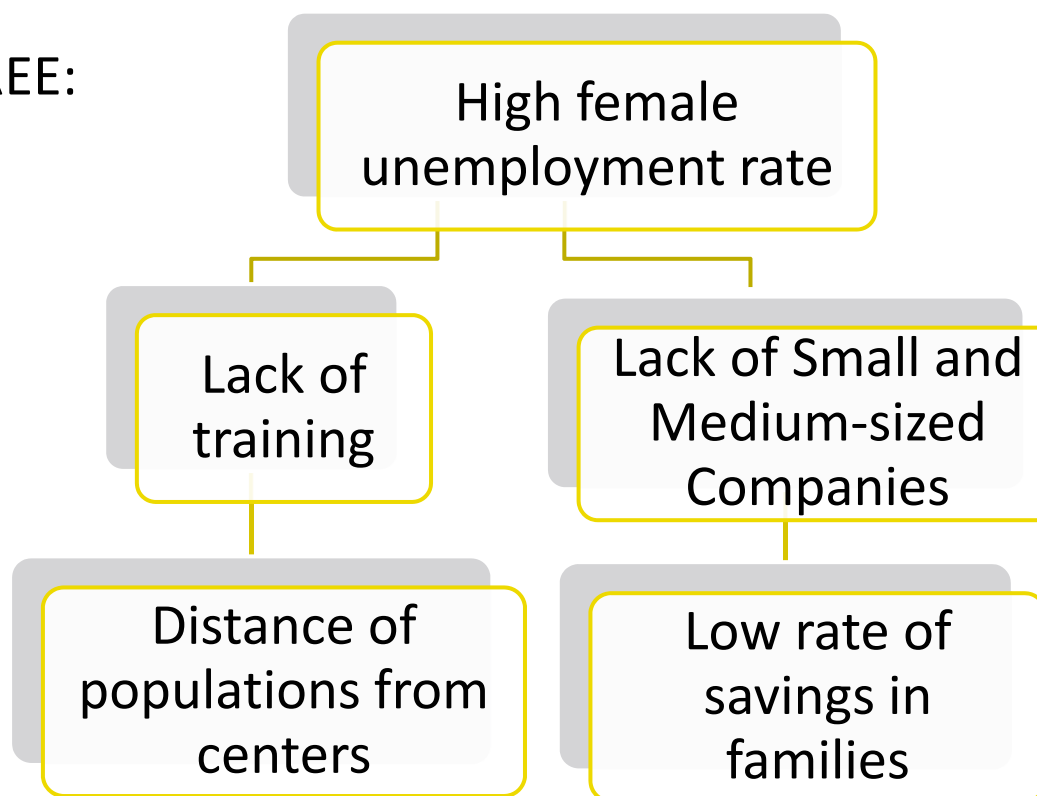 EE:
High female
unemployment rate
Lack of
training
Lack of Small and
Medium-sized
Companies
Distance of
populations from
centers
Low rate of
savings in
families